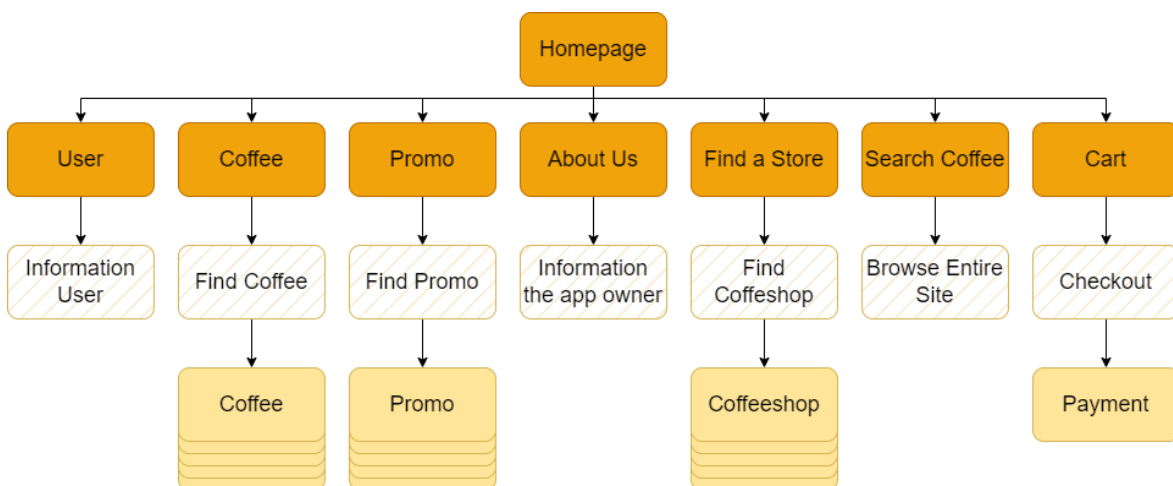 Homepage
User
Coffee
Promo
About Us
Find a Store
Search Coffee
Cart
Information
User
Find Coffee
Find Promo
Information
the app owner
Find
Coffeshop
Browse Entire
Site
Checkout
Coffee
Promo
Coffeeshop
Payment